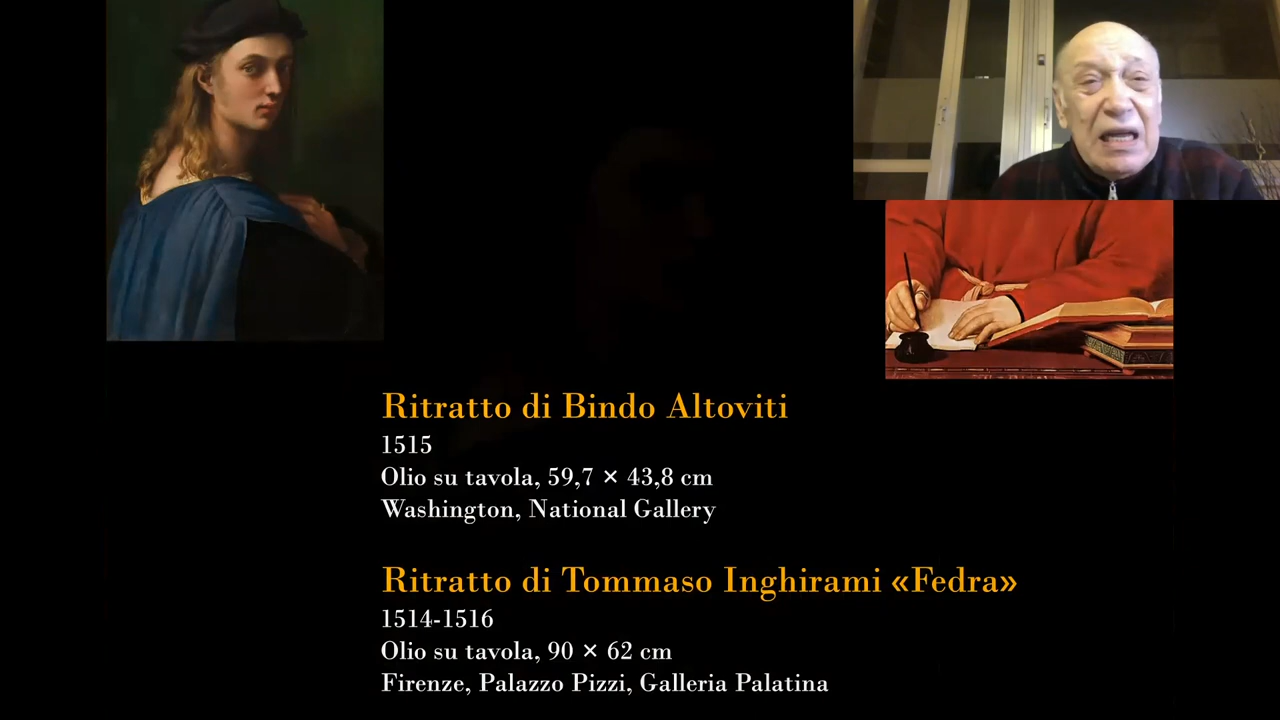 Ritratto di Bindo Altoviti
1515
Olio su tavola, 59,7 × 43,8 cm
Washington, National Gallery
Ritratto di Tommaso Inghirami «Fedra»
1514-1516
Olio su tavola, 90 × 62 cm
Firenze, Palazzo Pizzi, Galleria Palatina